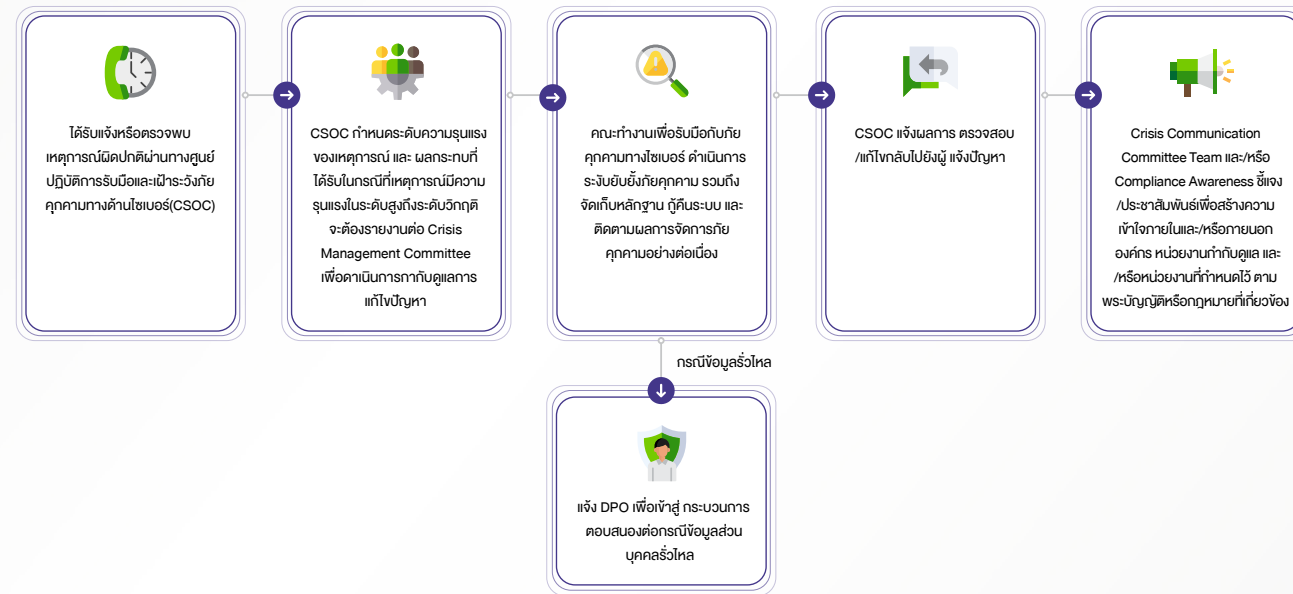 ได้รับแจ้งหรือตรวจพบ
เหตุการณ์ผิดปกติผ่านทางศูนย์
ปฏิบัติการรับมือและเฝ้าระวังภัย
คุกคามทางด้านไซเบอร์(CSOC)
CSOC กำหนดระดับความรุนแรง
ของเหตุการณ์ และ ผลกระทบที่
ได้รับในกรณีที่เหตุการณ์มีความ
รุนแรงในระดับสูงถึงระดับวิกฤติ
จะต้องรายงานต่อ Crisis
Management Committee
เพื่อดาเนินการกากับดูแลการ
แก้ไขปัญหา
คณะทำงานเพื่อรับมือกับภัย
คุกคามทางไซเบอร์ ดำเนินการ
ระงับยับยั้งภัยคุกคาม รวมถึง
จัดเก็บหลักฐาน กู้คืนระบบ และ
ติดตามผลการจัดการภัย
คุกคามอย่างต่อเนื่อง
CSOC แจ้งผลการ ตรวจสอบ
/แก้ไขกลับไปยังผู้ แจ้งปัญหา
Crisis Communication
Committee Team และ/หรือ
Compliance Awareness ชี้แจง
/ประชาสัมพันธ์เพื่อสร้างความ
เข้าใจภายในและ/หรือภายนอก
องค์กร หน่วยงานกำกับดูแล และ
/หรือหน่วยงานที่กำหนดไว้ ตาม
พระบัญญัติหรือกฎหมายที่เกี่ยวข้อง
กรณีข้อมูลรั่วไหล
แจ้ง DPO เพื่อเข้าสู่ กระบวนการ
ตอบสนองต่อกรณีข้อมูลส่วน
บุคคลรั่วไหล